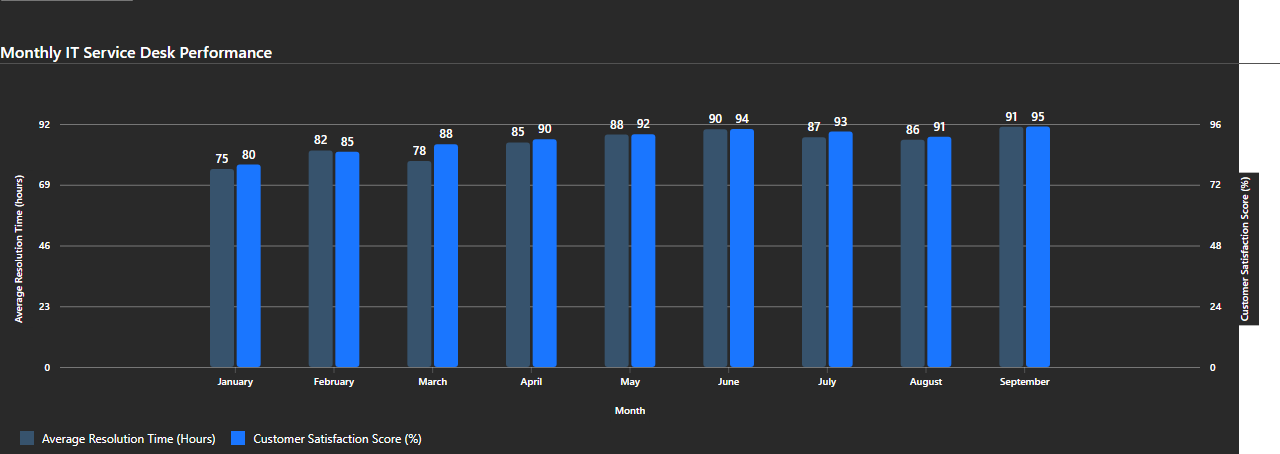 Monthly IT Service Desk Performance
75 80 82 85 78 88 85 90 88 92 90 94 87 93 86 91 91 95
92 96
69 72
46 48
23 24
0 0
Average Resolution Time (hours)
Customer Satisfaction Score (%)
January February March April May June July August September
Month
Average Resolution Time (Hours) Customer Satisfaction Score (%)